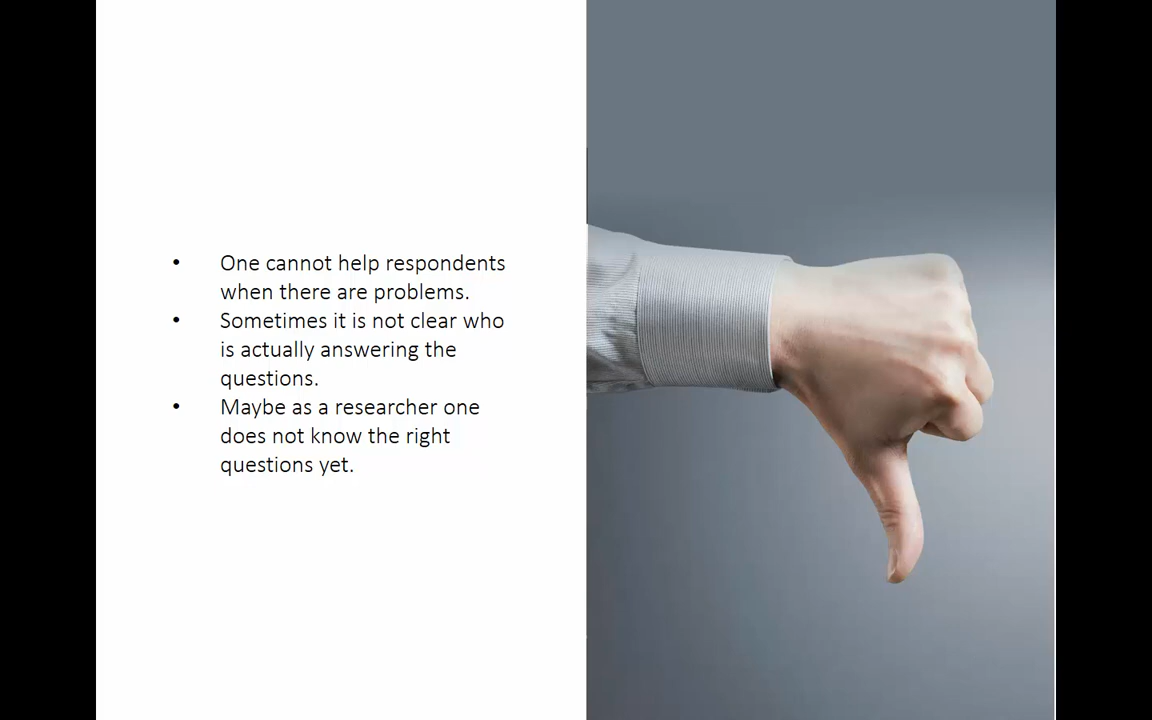 • One cannot help respondents
when there are problems.
• Sometimes it is not clear who
is actually answering the
questions.
• Maybe as a researcher one
does not know the right
questions yet.